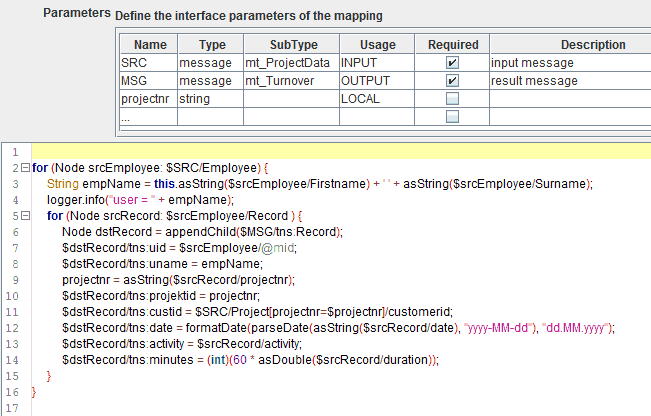 Parameters Define the interface parameters of the mapping
Name Type SubType Usage Required Description
SRC message mt_ProjectData INPUT input message
MSG message mt_Turnover OUTPUT result message
projectnr string LOCAL
...
1
2 for (Node srcEmployee: $SRC/Employee) {
3 String empName = this.asString($srcEmployee/Firstname) + ' ' + asString($srcEmployee/Surname);
4 logger.info("user = " + empName);
5 for (Node srcRecord: $srcEmployee/Record ) {
6 Node dstRecord = appendChild($MSG/tns:Record);
7 $dstRecord/tns:uid = $srcEmployee/@mid;
8 $dstRecord/tns:uname = empName;
9 projectnr = asString($srcRecord/projectnr);
10 $dstRecord/tns:projektid = projectnr;
11 $dstRecord/tns:custid = $SRC/Project[projectnr=$projectnr]/customerid;
12 $dstRecord/tns:date = formatDate(parseDate(asString($srcRecord/date), "yyyy-MM-dd"), "dd.MM.yyyy");
13 $dstRecord/tns:activity = $srcRecord/activity;
14 $dstRecord/tns:minutes = (int)(60 * asDouble($srcRecord/duration));
15 }
16 }
17